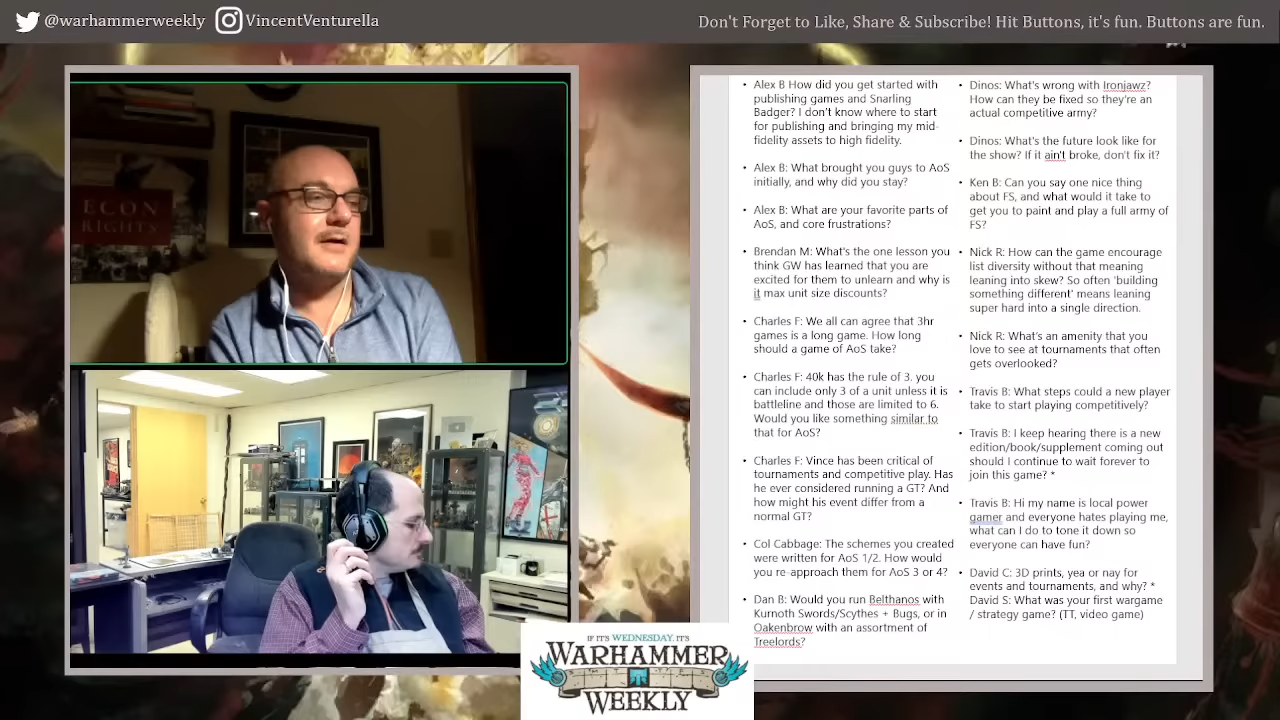 @warhammerweekly VincentVenturella
Don't Forget to Like, Share & Subscribe! Hit Buttons, it's fun. Buttons are fun.
ECON
RIGHTS
• Alex B How did you get started with
publishing games and Snarling
Badger? I don't know where to start
for publishing and bringing my mid-
fidelity assets to high fidelity.
• Alex B: What brought you guys to AoS
initially, and why did you stay?
• Alex B: What are your favorite parts of
AoS, and core frustrations?
• Brendan M: What's the one lesson you
think GW has learned that you are
excited for them to unlearn and why is
it max unit size discounts?
• Charles F: We all can agree that 3hr
games is a long game. How long
should a game of AoS take?
• Charles F: 40k has the rule of 3. you
can include only 3 of a unit unless it is
battleline and those are limited to 6.
Would you like something similar to
that for AoS?
• Charles F: Vince has been critical of
tournaments and competitive play. Has
he ever considered running a GT? And
how might his event differ from a
normal GT?
• Col Cabbage: The schemes you created
were written for AoS 1/2. How would
you re-approach them for AoS 3 or 4?
• Dan B: Would you run Belthanos with
Kurnoth Swords/Scythes + Bugs, or in
Oakenbrow with an assortment of
Treelords?
• Dinos: What's wrong with Ironjawz?
How can they be fixed so they're an
actual competitive army?
• Dinos: What's the future look like for
the show? If it ain't broke, don't fix it?
• Ken B: Can you say one nice thing
about FS, and what would it take to
get you to paint and play a full army of
FS?
• Nick R: How can the game encourage
list diversity without that meaning
leaning into skew? So often 'building
something different' means leaning
super hard into a single direction.
• Nick R: What's an amenity that you
love to see at tournaments that often
gets overlooked?
• Travis B: What steps could a new player
take to start playing competitively?
• Travis B: I keep hearing there is a new
edition/book/supplement coming out
should I continue to wait forever to
join this game? *
• Travis B: Hi my name is local power
gamer and everyone hates playing me,
what can I do to tone it down so
everyone can have fun?
• David C: 3D prints, yea or nay for
events and tournaments, and why? *
David S: What was your first wargame
/ strategy game? (TT, video game)
IF IT'S WEDNESDAY, IT'S
WARHAMMER
WEEKLY